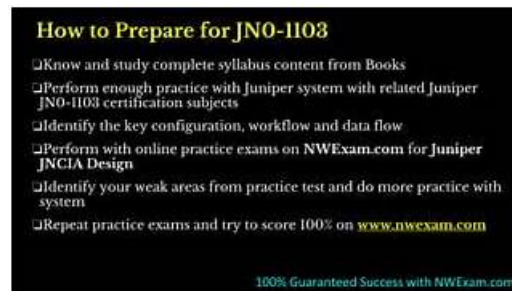 How to Prepare for JN0-1103
❑Know and study complete syllabus content from Books
❑Perform enough practice with Juniper system with related Juniper
JN0-1103 certification subjects
❑Identify the key configuration, workflow and data flow
❑Perform with online practice exams on NWExam.com for Juniper
JNCIA Design
❑Identify your weak areas from practice test and do more practice with
system
❑Repeat practice exams and try to score 100% on www.nwexam.com
100% Guaranteed Success with NWExam.com